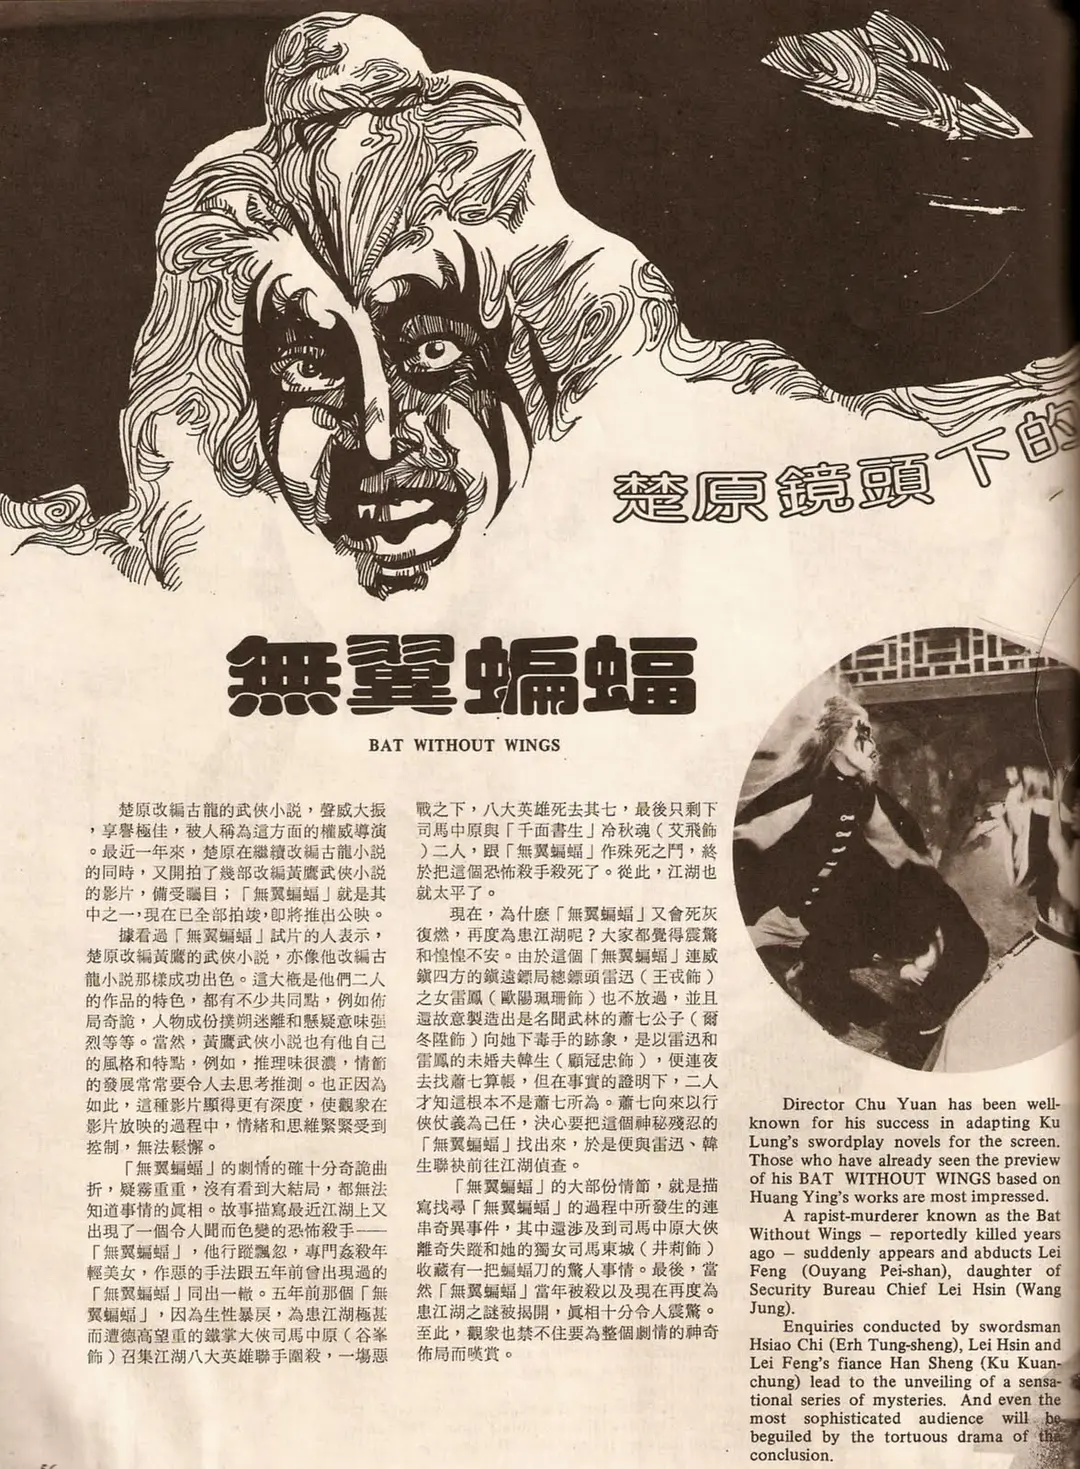 楚原鏡頭下的
無翼蝙蝠
BAT WITHOUT WINGS
楚原改編古龍的武俠小説，聲威大振
，享譽極佳，被人稱為這方面的權威導演
。最近一年來，楚原在繼續改編古龍小説
的同時，又開拍了幾部改編黃鷹武俠小説
的影片，備受矚目；「無翼蝙蝠」就是其
中之一，現在已全部拍竣，即將推出公映。
據看過「無翼蝙蝠」試片的人表示，
楚原改編黃鷹的武俠小説，亦像他改編古
龍小説那樣成功出色。這大概是他們二人
的作品的特色，都有不少共同點，例如佈
局奇詭，人物成份撲朔迷離和懸疑意味强
烈等等。當然，黃鷹武俠小説也有他自己
的風格和特點，例如，推理味很濃，情節
的發展常常要令人去思考推測。也正因為
如此，這種影片顯得更有深度，使觀衆在
影片放映的過程中，情緒和思維緊緊受到
控制，無法鬆懈。
「無翼蝙蝠」的劇情的確十分奇詭曲
折，疑霧重重，沒有看到大結局，都無法
知道事情的眞相。故事描寫最近江湖上又
出現了一個令人聞而色變的恐怖殺手——
「無翼蝙蝠」，他行蹤飄忽，專門姦殺年
輕美女，作惡的手法跟五年前曾出現過的
「無翼蝙蝠」同出一轍。五年前那個「無
翼蝙蝠」，因為生性暴戾，為患江湖極甚
而遭德高望重的鐵掌大俠司馬中原（谷峯
飾）召集江湖八大英雄聯手圍殺，一場惡
戰之下，八大英雄死去其七，最後只剩下
司馬中原與「千面書生」冷秋魂（艾飛飾
）二人，跟「無翼蝙蝠」作殊死之鬥，終
於把這個恐怖殺手殺死了。從此，江湖也
就太平了。
現在，為什麽「無翼蝙蝠」又會死灰
復燃，再度為患江湖呢？大家都覺得震驚
和惶惶不安。由於這個「無翼蝙蝠」連威
鎭四方的鎭遠鏢局總鏢頭雷迅（王戎飾）
之女雷鳳（歐陽珮珊飾）也不放過，並且
還故意製造出是名聞武林的蕭七公子（爾
冬陞飾）向她下毒手的跡象，是以雷迅和
雷鳳的未婚夫韓生（顧冠忠飾），便連夜
去找蕭七算帳，但在事實的證明下，二人
才知這根本不是蕭七所為。蕭七向來以行
俠仗義為己任，決心要把這個神秘殘忍的
「無翼蝙蝠」找出來，於是便與雷迅、韓
生聯袂前往江湖偵查。
「無翼蝙蝠」的大部份情節，就是描
寫找尋「無翼蝙蝠」的過程中所發生的連
串奇異事件，其中還涉及到司馬中原大俠
離奇失蹤和她的獨女司馬東城（井莉飾）
收藏有一把蝙蝠刀的驚人事情。最後，當
然「無翼蝙蝠」當年被殺以及現在再度為
患江湖之謎被揭開，眞相十分令人震驚。
至此，觀衆也禁不住要為整個劇情的神奇
佈局而嘆賞。
Director Chu Yuan has been well-
known for his success in adapting Ku
Lung's swordplay novels for the screen.
Those who have already seen the preview
of his BAT WITHOUT WINGS based on
Huang Ying's works are most impressed.
A rapist-murderer known as the Bat
Without Wings — reportedly killed years
ago — suddenly appears and abducts Lei
Feng (Ouyang Pei-shan), daughter of
Security Bureau Chief Lei Hsin (Wang
Jung).
Enquiries conducted by swordsman
Hsiao Chi (Erh Tung-sheng), Lei Hsin and
Lei Feng's fiance Han Sheng (Ku Kuan-
chung) lead to the unveiling of a sensa-
tional series of mysteries. And even the
most sophisticated audience will be
beguiled by the tortuous drama of the
conclusion.